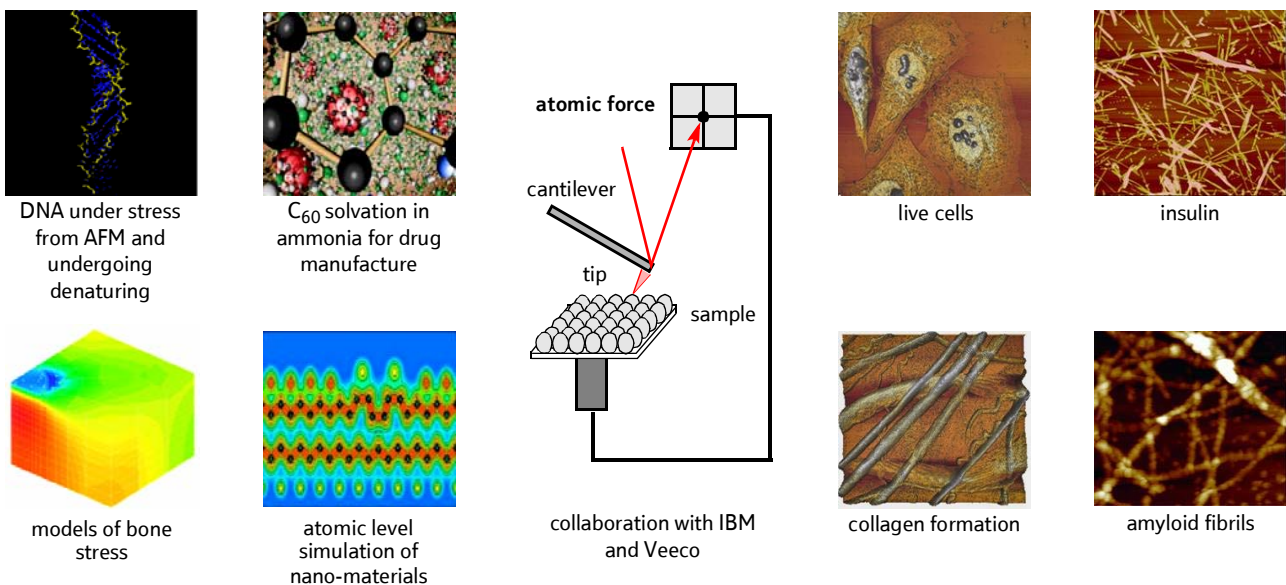 DNA under stress
from AFM and
undergoing
denaturing
C60 solvation in
ammonia for drug
manufacture
atomic force
cantilever
tip
sample
live cells
insulin
models of bone
stress
atomic level
simulation of
nano-materials
collaboration with IBM
and Veeco
collagen formation
amyloid fibrils